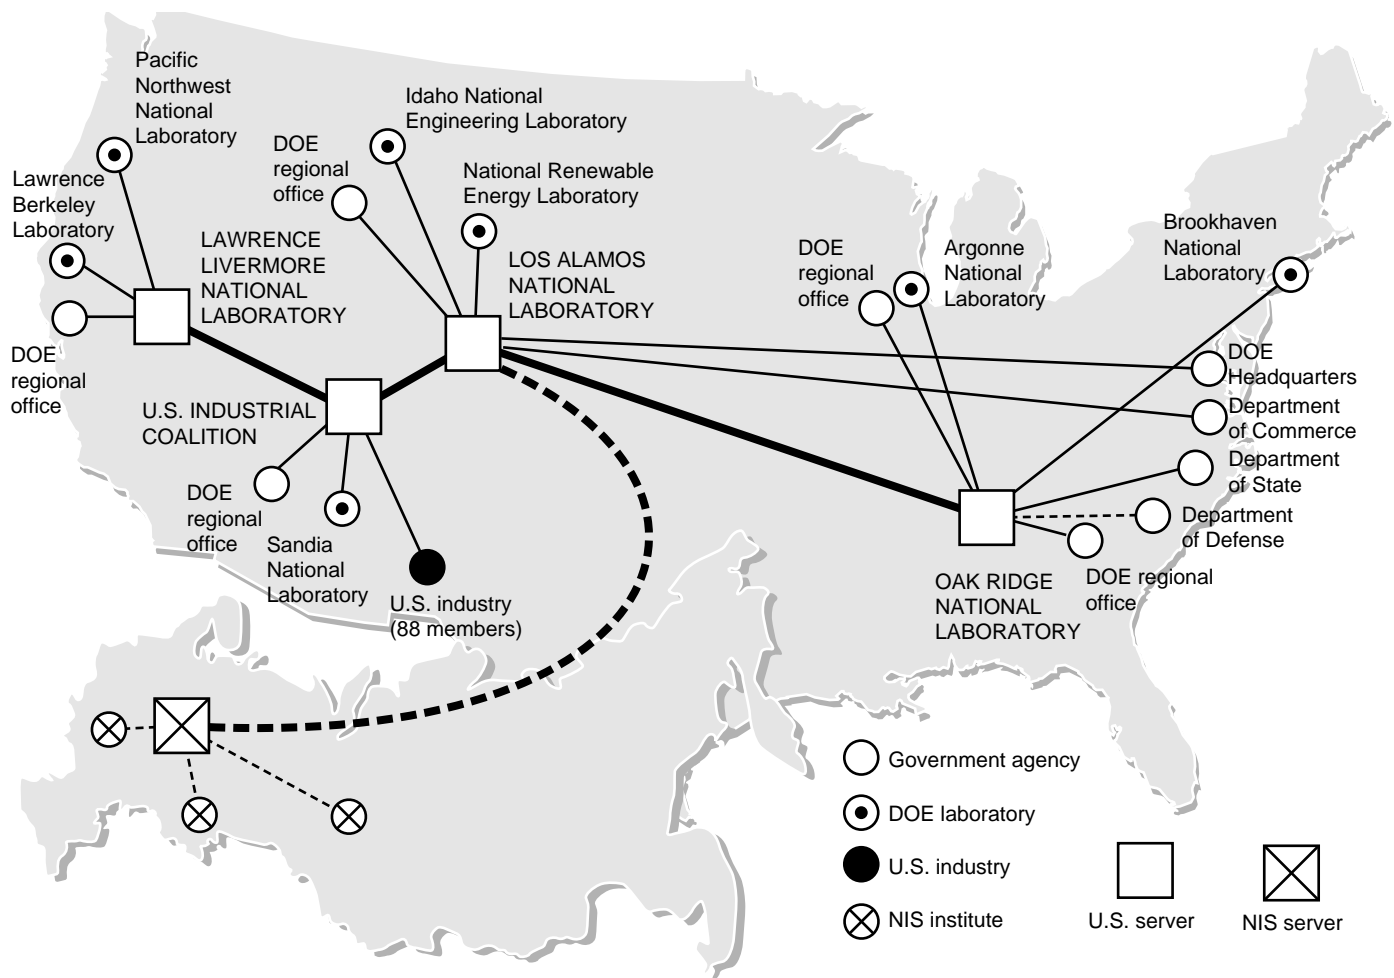 Pacific
Northwest
National
Laboratory
Idaho National
Engineering Laboratory
DOE
regional
office
National Renewable
Energy Laboratory
Lawrence
Berkeley
Laboratory
LAWRENCE
LIVERMORE
NATIONAL
LABORATORY
LOS ALAMOS
NATIONAL
LABORATORY
DOE
regional
office
Argonne
National
Laboratory
Brookhaven
National
Laboratory
DOE
regional
office
U.S. INDUSTRIAL
COALITION
DOE
Headquarters
Department
of Commerce
Department
of State
Department
of Defense
DOE
regional
office
Sandia
National
Laboratory
U.S. industry
(88 members)
OAK RIDGE
NATIONAL
LABORATORY
DOE regional
office
Government agency
DOE laboratory
U.S. industry
NIS institute
U.S. server
NIS server